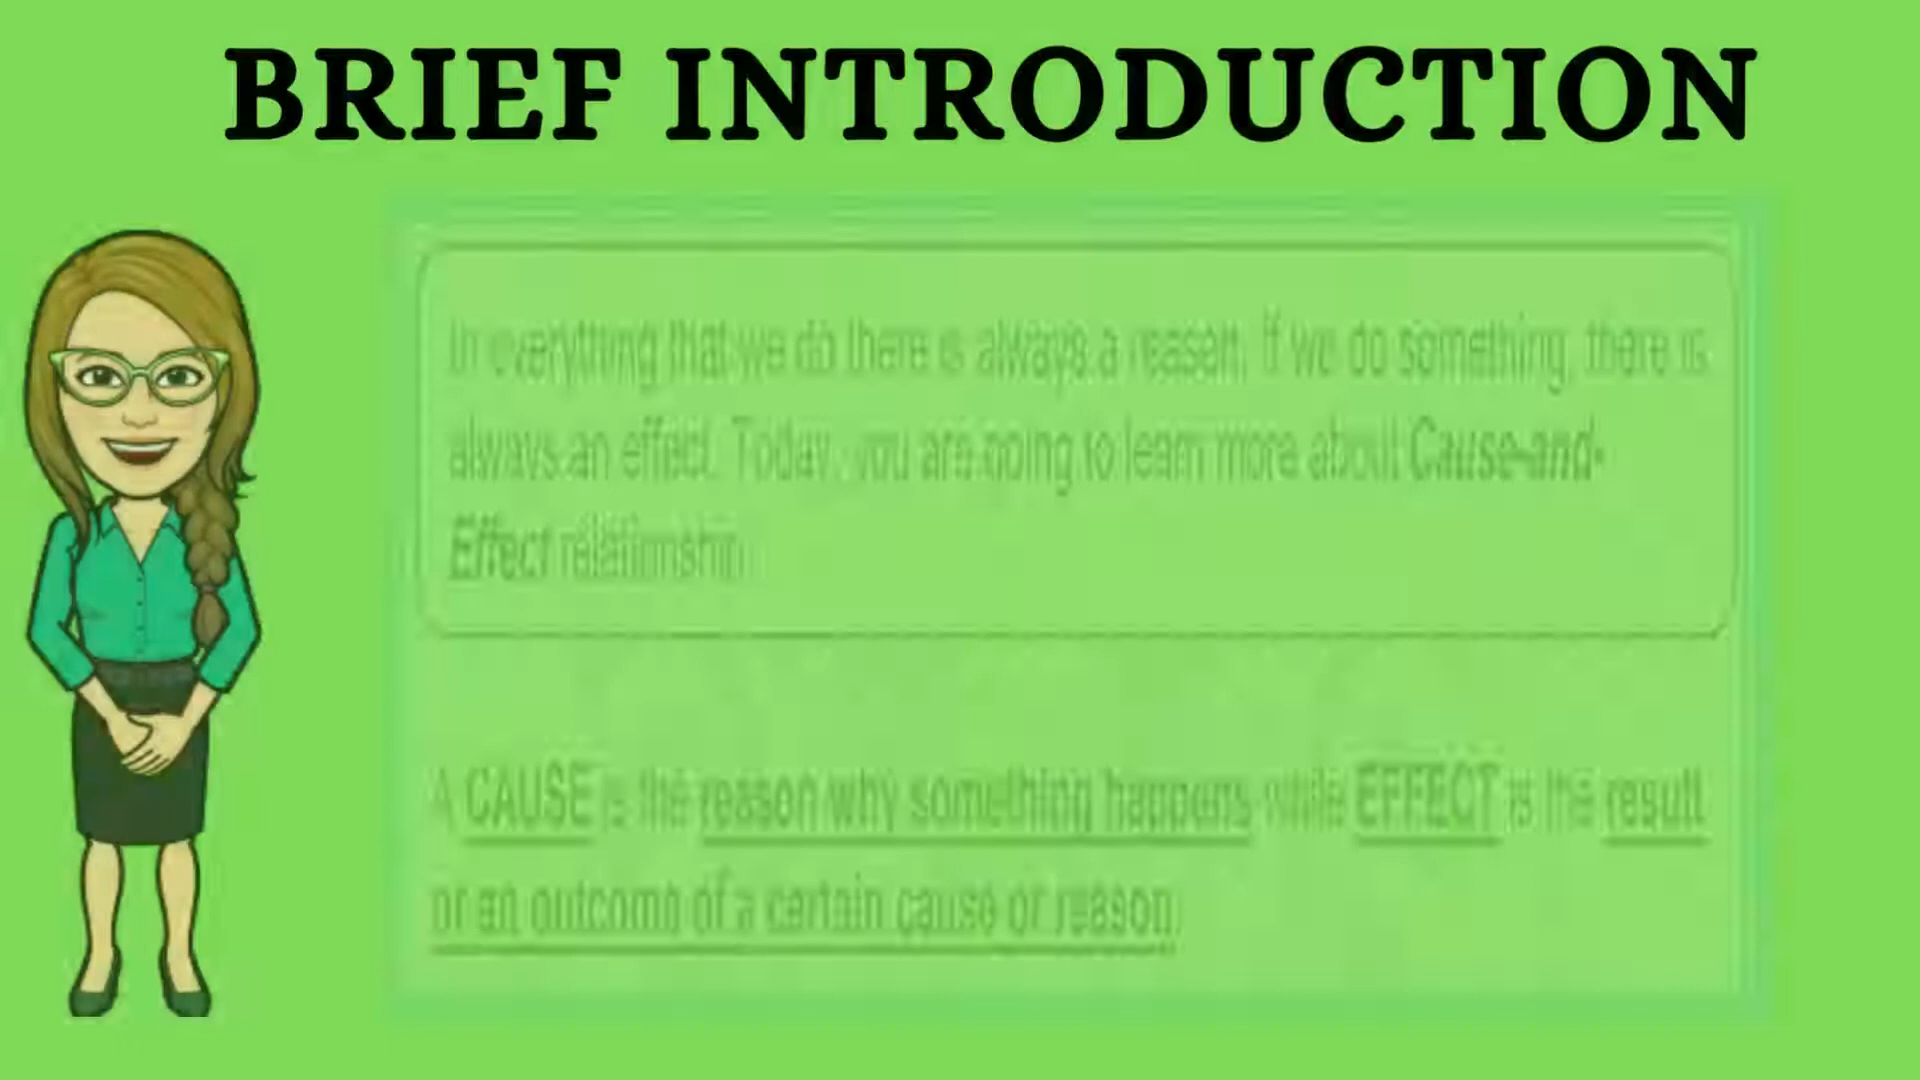 BRIEF INTRODUCTION
In everything that we do there is always a reason. If we do something, there is
always an effect. Today, you are going to learn more about Cause-and-
Effect relationship.
A CAUSE is the reason why something happens while EFFECT is the result
or an outcome of a certain cause or reason.